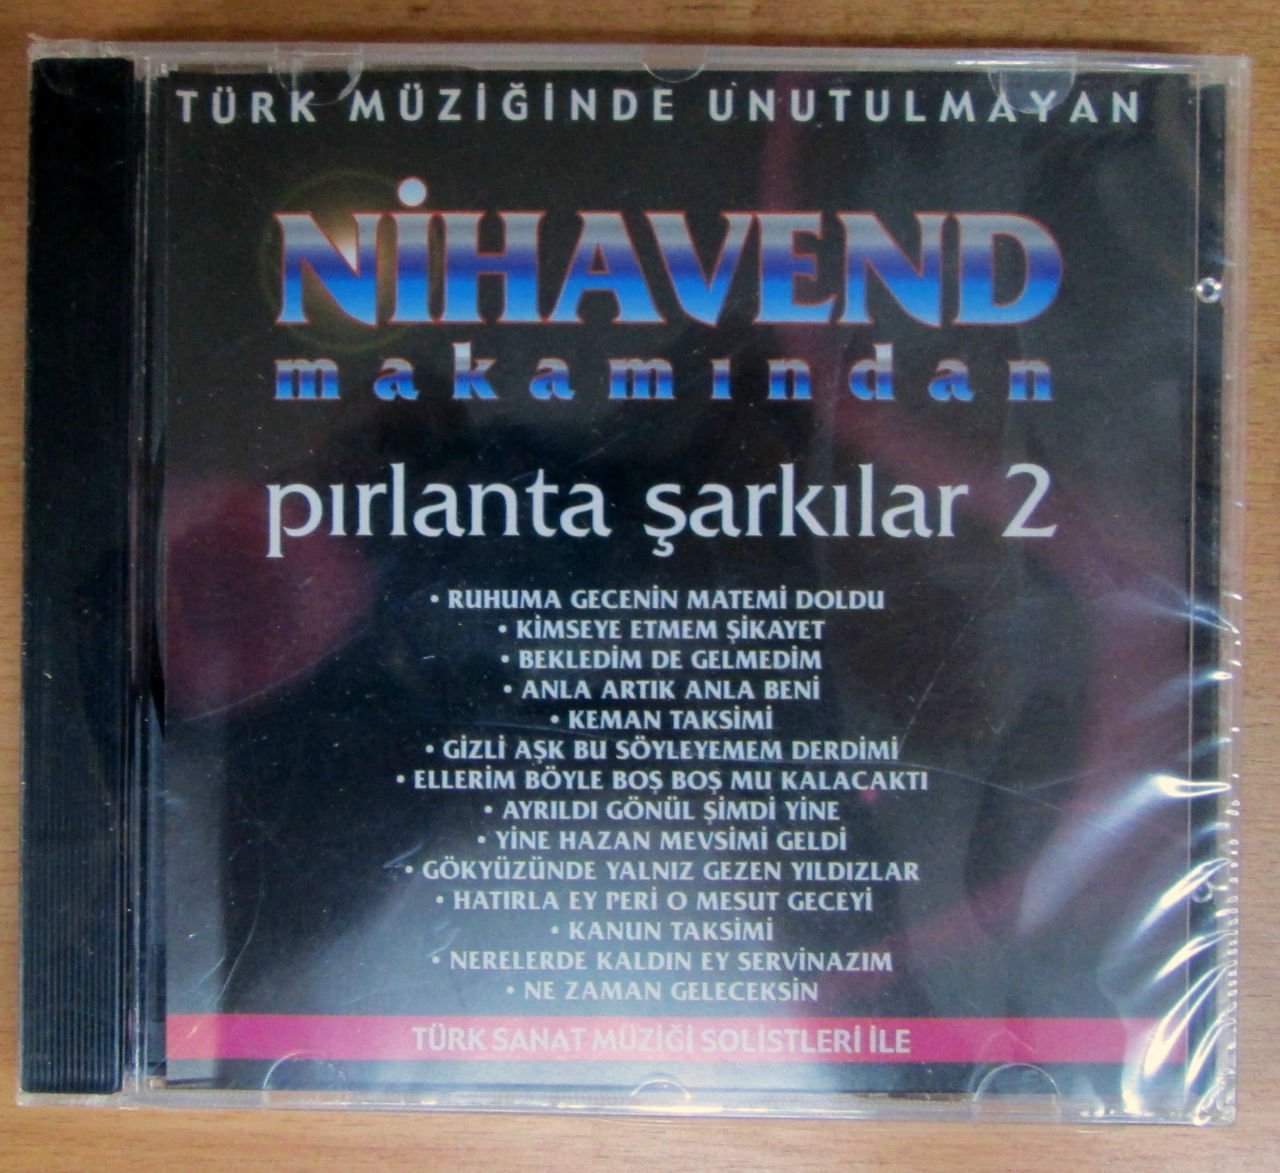 TÜRK MÜZİĞİNDE UNUTULMAYAN
NİHAVEND
makamından
pırlanta şarkılar 2
• RUHUMA GECENİN MATEMİ DOLDU
• KİMSEYE ETMEM ŞİKAYET
• BEKLEDİM DE GELMEDİM
• ANLA ARTIK ANLA BENİ
• KEMAN TAKSİMİ
• GİZLİ AŞK BU SÖYLEYEMEM DERDİMİ
• ELLERİM BÖYLE BOŞ BOŞ MU KALACAKTI
• AYRILDI GÖNÜL ŞİMDİ YİNE
• YİNE HAZAN MEVSİMİ GELDİ
• GÖKYÜZÜNDE YALNIZ GEZEN YILDIZLAR
• HATIRLA EY PERİ O MESUT GECEYİ
• KANUN TAKSİMİ
• NERELERDE KALDIN EY SERVİNAZIM
• NE ZAMAN GELECEKSİN
TÜRK SANAT MÜZİĞİ SOLİSTLERİ İLE